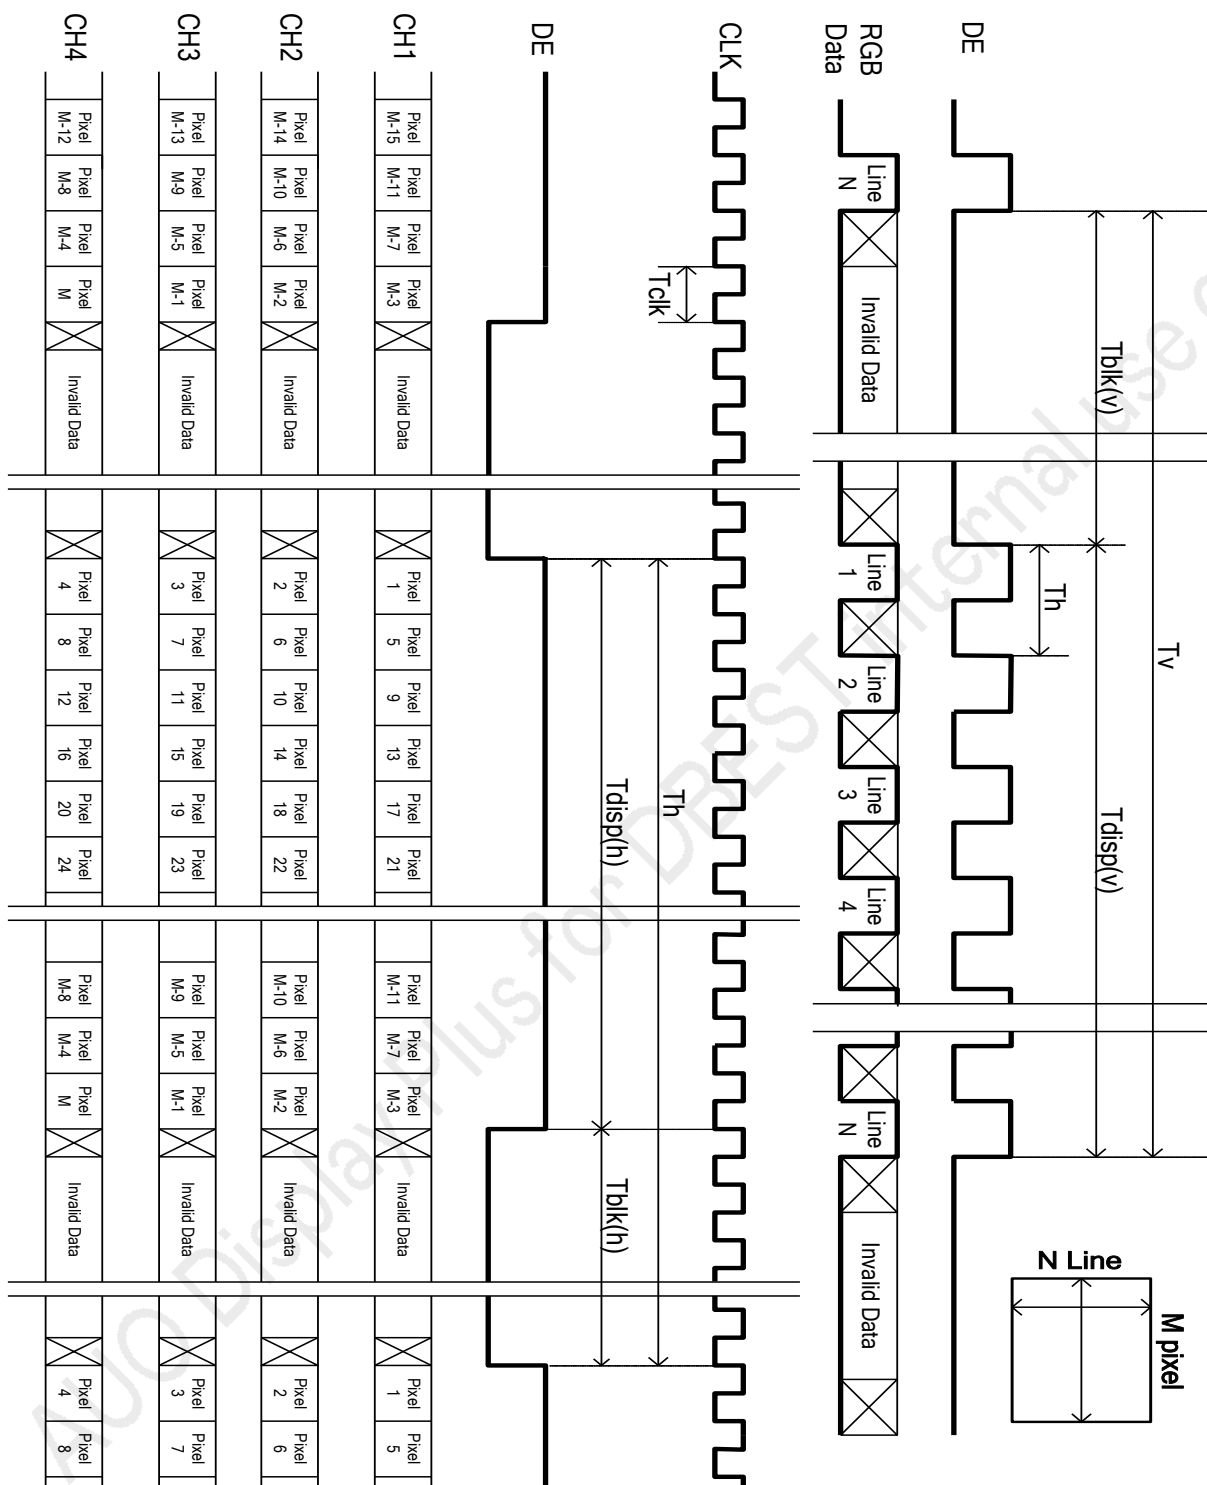 Tv
M pixel
Tblk(v) Tdisp(v)
N Line
Th
DE
RGB
Data
Line
N
Invalid Data
Line
1
Line
2
Line
3
Line
4
Line
N
Invalid Data
CLK
Tclk
Th
Tdisp(h) Tblk(h)
DE
CH1
Pixel Pixel Pixel Pixel Invalid Data Pixel Pixel Pixel Pixel Pixel Pixel Pixel Pixel Pixel Invalid Data Pixel Pixel
M-15 M-11 M-7 M-3 1 5 9 13 17 21 M-11 M-7 M-3 1 5
CH2
Pixel Pixel Pixel Pixel Invalid Data Pixel Pixel Pixel Pixel Pixel Pixel Pixel Pixel Pixel Invalid Data Pixel Pixel
M-14 M-10 M-6 M-2 2 6 10 14 18 22 M-10 M-6 M-2 2 6
CH3
Pixel Pixel Pixel Pixel Invalid Data Pixel Pixel Pixel Pixel Pixel Pixel Pixel Pixel Pixel Invalid Data Pixel Pixel
M-13 M-9 M-5 M-1 3 7 11 15 19 23 M-9 M-5 M-1 3 7
CH4
Pixel Pixel Pixel Pixel Invalid Data Pixel Pixel Pixel Pixel Pixel Pixel Pixel Pixel Pixel Invalid Data Pixel Pixel
M-12 M-8 M-4 M 4 8 12 16 20 24 M-8 M-4 M 4 8
AUO Display Plus for DBEST internal use